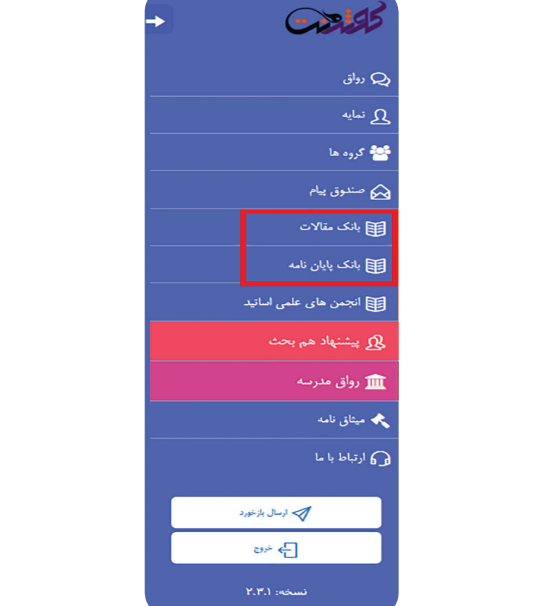 کوثرنت
رواق
نمایه
گروه ها
صندوق پیام
بانک مقالات
بانک پایان نامه
انجمن های علمی اساتید
پیشنهاد هم بحث
رواق مدرسه
میثاق نامه
ارتباط با ما
ارسال بازخورد
خروج
نسخه: ۲.۳.۱